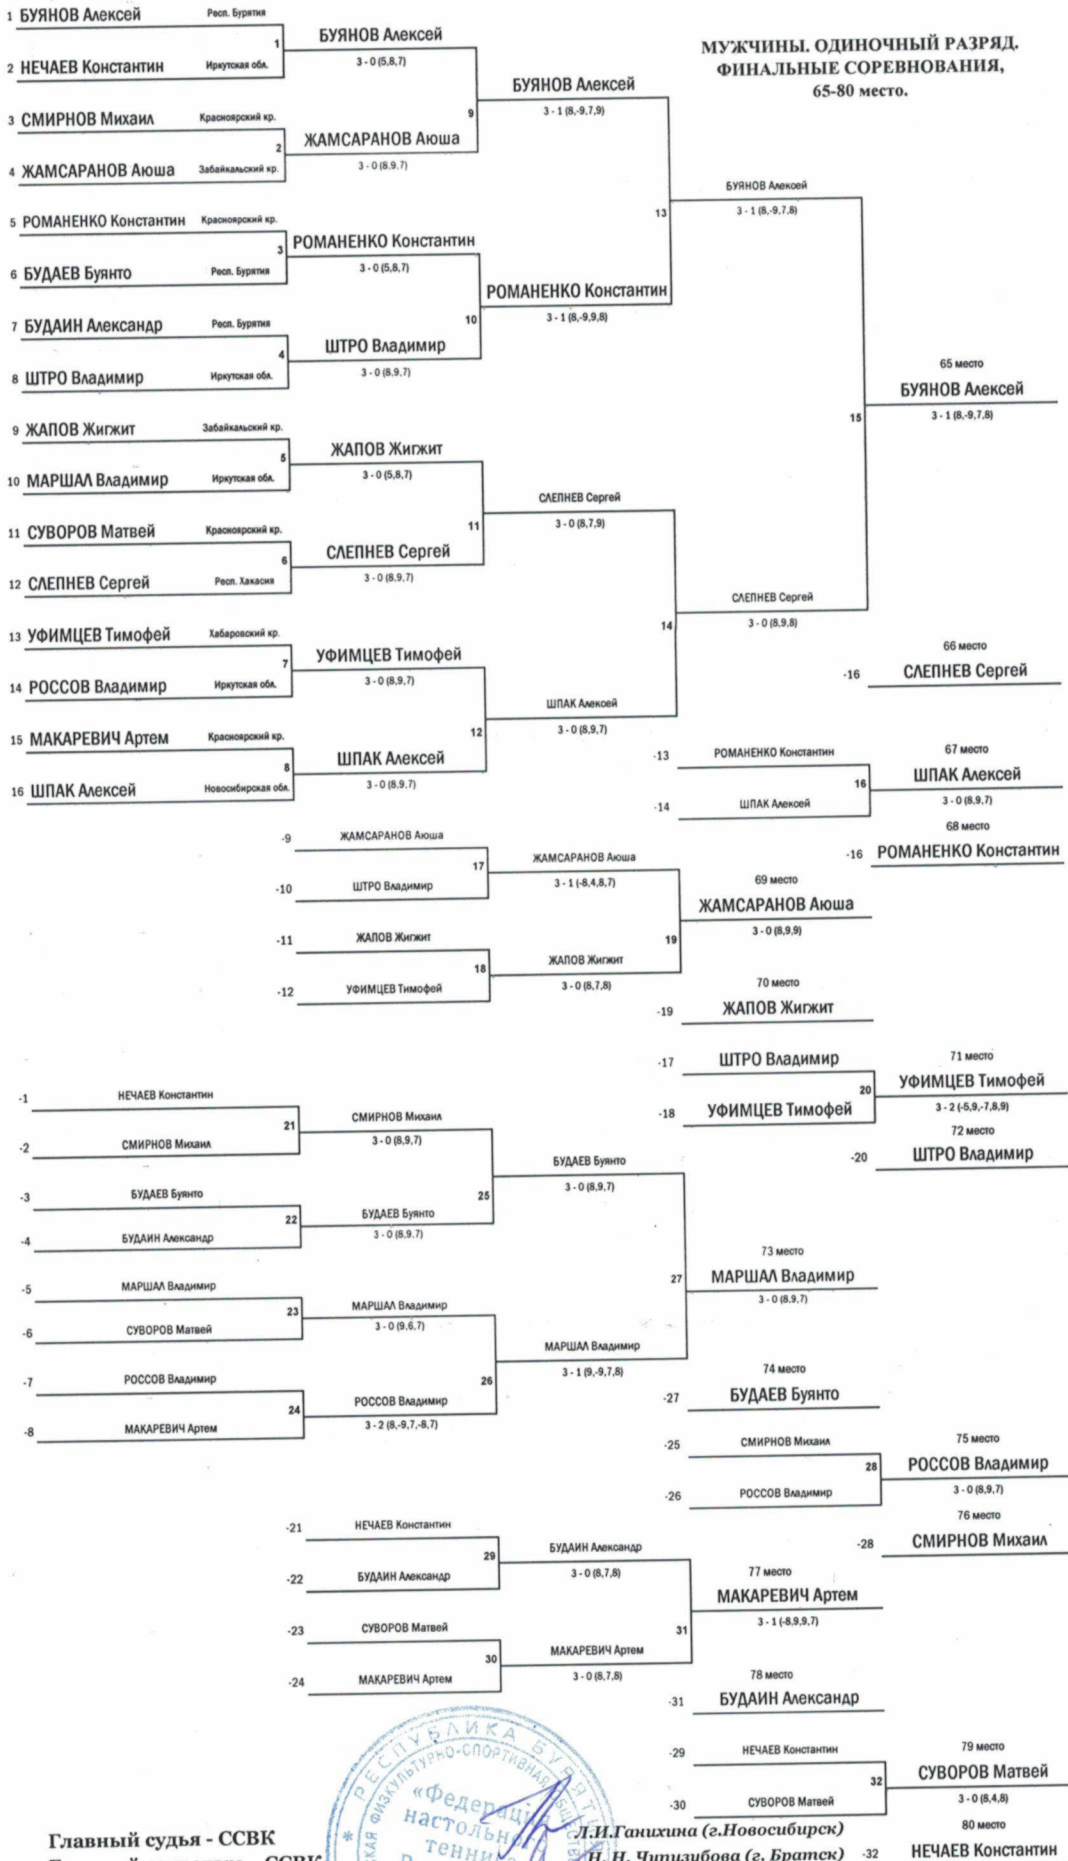 МУЖЧИНЫ. ОДИНОЧНЫЙ РАЗРЯД.
ФИНАЛЬНЫЕ СОРЕВНОВАНИЯ,
65-80 место.
1 БУЯНОВ Алексей Респ. Бурятия
1
2 НЕЧАЕВ Константин Иркутская обл.
БУЯНОВ Алексей
3 - 0 (5,8,7)
3 СМИРНОВ Михаил Красноярский кр.
2
4 ЖАМСАРАНОВ Аюша Забайкальский кр.
ЖАМСАРАНОВ Аюша
3 - 0 (8,9,7)
9
БУЯНОВ Алексей
3 - 1 (8,-9,7,9)
5 РОМАНЕНКО Константин Красноярский кр.
3
6 БУДАЕВ Буянто Респ. Бурятия
РОМАНЕНКО Константин
3 - 0 (5,8,7)
7 БУДАИН Александр Респ. Бурятия
4
8 ШТРО Владимир Иркутская обл.
ШТРО Владимир
3 - 0 (8,9,7)
10
РОМАНЕНКО Константин
3 - 1 (8,-9,9,8)
13
БУЯНОВ Алексей
3 - 1 (8,-9,7,8)
9 ЖАПОВ Жигжит Забайкальский кр.
5
10 МАРШАЛ Владимир Иркутская обл.
ЖАПОВ Жигжит
3 - 0 (5,8,7)
11 СУВОРОВ Матвей Красноярский кр.
6
12 СЛЕПНЕВ Сергей Респ. Хакасия
СЛЕПНЕВ Сергей
3 - 0 (8,9,7)
11
СЛЕПНЕВ Сергей
3 - 0 (8,7,9)
13 УФИМЦЕВ Тимофей Хабаровский кр.
7
14 РОССОВ Владимир Иркутская обл.
УФИМЦЕВ Тимофей
3 - 0 (8,9,7)
15 МАКАРЕВИЧ Артем Красноярский кр.
8
16 ШПАК Алексей Новосибирская обл.
ШПАК Алексей
3 - 0 (8,9,7)
12
ШПАК Алексей
3 - 0 (8,9,7)
14
СЛЕПНЕВ Сергей
3 - 0 (8,9,8)
15
65 место
БУЯНОВ Алексей
3 - 1 (8,-9,7,8)
66 место
-16 СЛЕПНЕВ Сергей
-13 РОМАНЕНКО Константин
16
-14 ШПАК Алексей
67 место
ШПАК Алексей
3 - 0 (8,9,7)
68 место
-16 РОМАНЕНКО Константин
-9 ЖАМСАРАНОВ Аюша
17
-10 ШТРО Владимир
ЖАМСАРАНОВ Аюша
3 - 1 (-8,4,8,7)
-11 ЖАПОВ Жигжит
18
-12 УФИМЦЕВ Тимофей
ЖАПОВ Жигжит
3 - 0 (8,7,8)
19
69 место
ЖАМСАРАНОВ Аюша
3 - 0 (8,9,9)
70 место
-19 ЖАПОВ Жигжит
-17 ШТРО Владимир
20
-18 УФИМЦЕВ Тимофей
71 место
УФИМЦЕВ Тимофей
3 - 2 (-5,9,-7,8,9)
72 место
-20 ШТРО Владимир
-1 НЕЧАЕВ Константин
21
-2 СМИРНОВ Михаил
СМИРНОВ Михаил
3 - 0 (8,9,7)
-3 БУДАЕВ Буянто
22
-4 БУДАИН Александр
БУДАЕВ Буянто
3 - 0 (8,9,7)
25
БУДАЕВ Буянто
3 - 0 (8,9,7)
-5 МАРШАЛ Владимир
23
-6 СУВОРОВ Матвей
МАРШАЛ Владимир
3 - 0 (9,6,7)
-7 РОССОВ Владимир
24
-8 МАКАРЕВИЧ Артем
РОССОВ Владимир
3 - 2 (8,-9,7,-8,7)
26
МАРШАЛ Владимир
3 - 1 (9,-9,7,8)
27
73 место
МАРШАЛ Владимир
3 - 0 (8,9,7)
74 место
-27 БУДАЕВ Буянто
-25 СМИРНОВ Михаил
28
-26 РОССОВ Владимир
75 место
РОССОВ Владимир
3 - 0 (8,9,7)
76 место
-28 СМИРНОВ Михаил
-21 НЕЧАЕВ Константин
29
-22 БУДАИН Александр
БУДАИН Александр
3 - 0 (8,7,8)
-23 СУВОРОВ Матвей
30
-24 МАКАРЕВИЧ Артем
МАКАРЕВИЧ Артем
3 - 0 (8,7,8)
31
77 место
МАКАРЕВИЧ Артем
3 - 1 (-8,9,9,7)
78 место
-31 БУДАИН Александр
-29 НЕЧАЕВ Константин
32
-30 СУВОРОВ Матвей
79 место
СУВОРОВ Матвей
3 - 0 (8,4,8)
80 место
-32 НЕЧАЕВ Константин
РЕСПУБЛИКА БУРЯТИЯ
ФИЗКУЛЬТУРНО-СПОРТИВНАЯ
«Федерация
настольного
тенниса
Главный судья - ССВК
Л.И.Ганихина (г.Новосибирск)
Н. Н. Чупизубова (г. Братск)